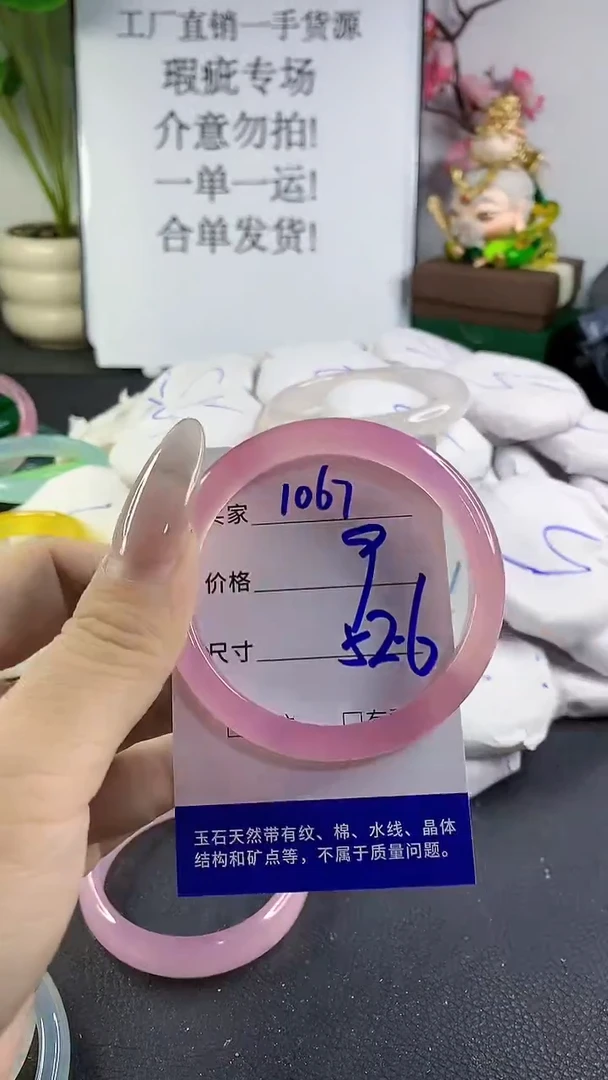 工厂直销一手货源
瑕疵专场
介意勿拍!
一单一运!
合单发货!
家 1067
价格 9
尺寸 52.6
玉石天然带有纹、棉、水线、晶体
结构和矿点等，不属于质量问题。